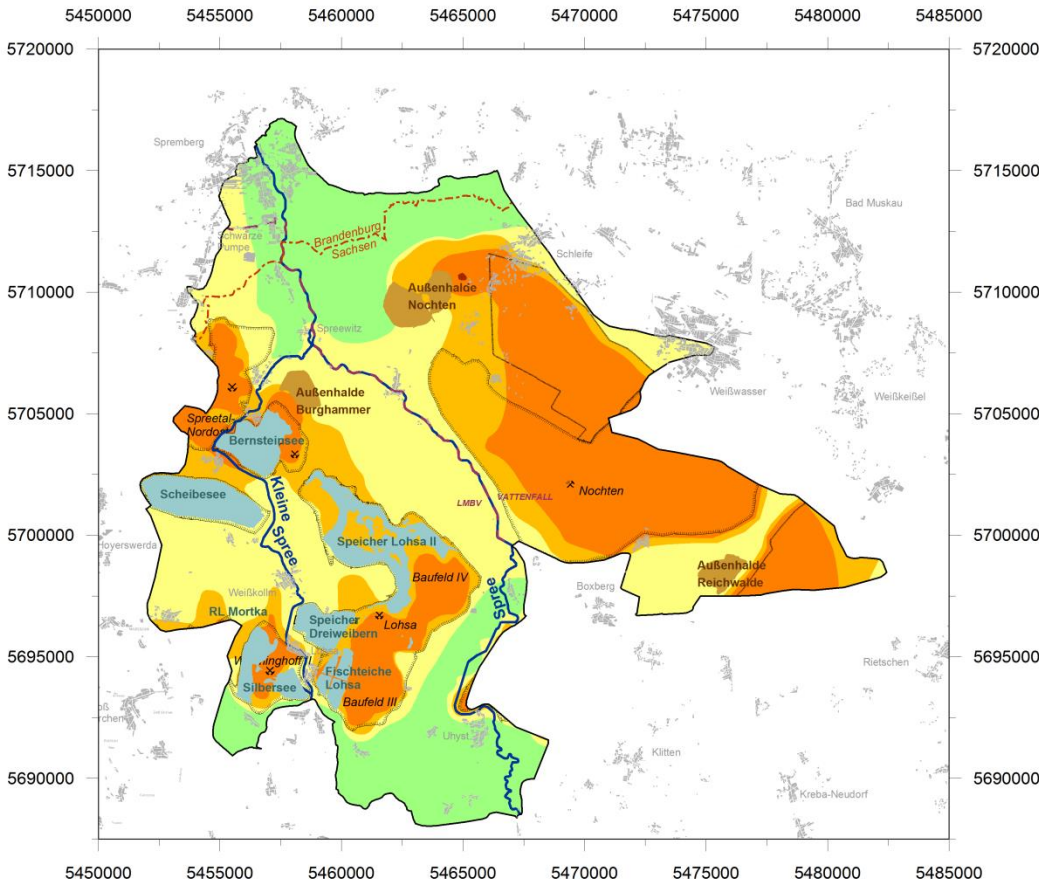 5450000 5455000 5460000 5465000 5470000 5475000 5480000 5485000
5720000 5720000
Spremberg
5715000 5715000
Bad Muskau
Brandenburg
Sachsen
Schwarze
Pumpe
Schleife
5710000 5710000
Außenhalde
Nochten
Spreewitz
Weißwasser
Weißkeißel
Außenhalde
Burghammer
5705000 5705000
Spreetal-
Nordost
Bernsteinsee
Scheibesee
Kleine Spree
Nochten
LMBV VATTENFALL
5700000 5700000
Hoyerswerda
Speicher Lohsa II
Baufeld IV
Außenhalde
Reichwalde
Boxberg
Spree
Weißkollm
RL Mortka
Speicher
Dreiweibern
Lohsa
5695000 5695000
Rietschen
Silbersee
Fischteiche
Lohsa
Baufeld III
Uhyst
Klitten
5690000 5690000
Kreba-Neudorf
5450000 5455000 5460000 5465000 5470000 5475000 5480000 5485000